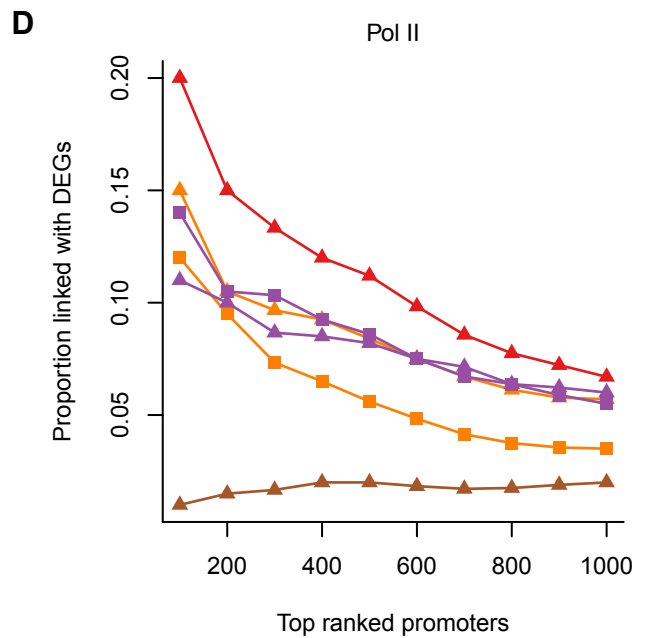 D
Pol II
Proportion linked with DEGs
0.20
0.15
0.10
0.05
200 400 600 800 1000
Top ranked promoters